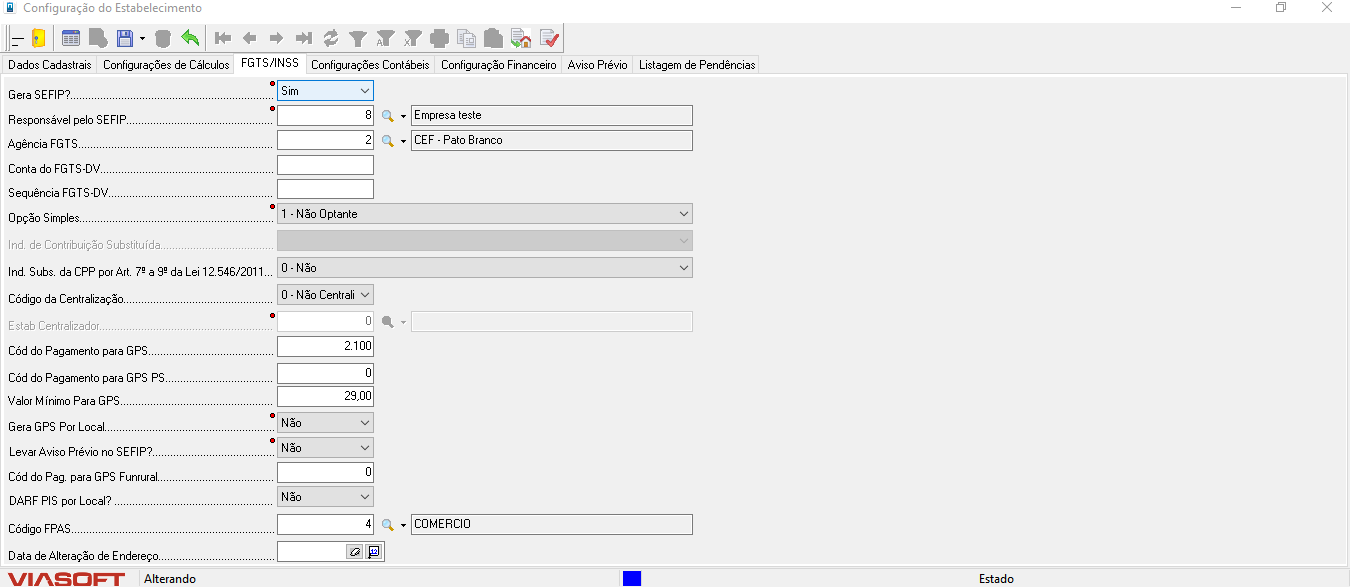 Configuração do Estabelecimento
Dados Cadastrais Configurações de Cálculos FGTS/INSS Configurações Contábeis Configuração Financeiro Aviso Prévio Listagem de Pendências
Gera SEFIP? Sim
Responsável pelo SEFIP 8 Empresa teste
Agência FGTS 2 CEF - Pato Branco
Conta do FGTS-DV
Sequência FGTS-DV
Opção Simples 1 - Não Optante
Ind. de Contribuição Substituída
Ind. Subs. da CPP por Art. 7º a 9º da Lei 12.546/2011... 0 - Não
Código da Centralização 0 - Não Centrali
Estab Centralizador 0
Cód do Pagamento para GPS 2.100
Cód do Pagamento para GPS PS 0
Valor Mínimo Para GPS 29,00
Gera GPS Por Local Não
Levar Aviso Prévio no SEFIP? Não
Cód do Pag. para GPS Funrural 0
DARF PIS por Local? Não
Código FPAS 4 COMERCIO
Data de Alteração de Endereço 12
VIASOFT Alterando Estado